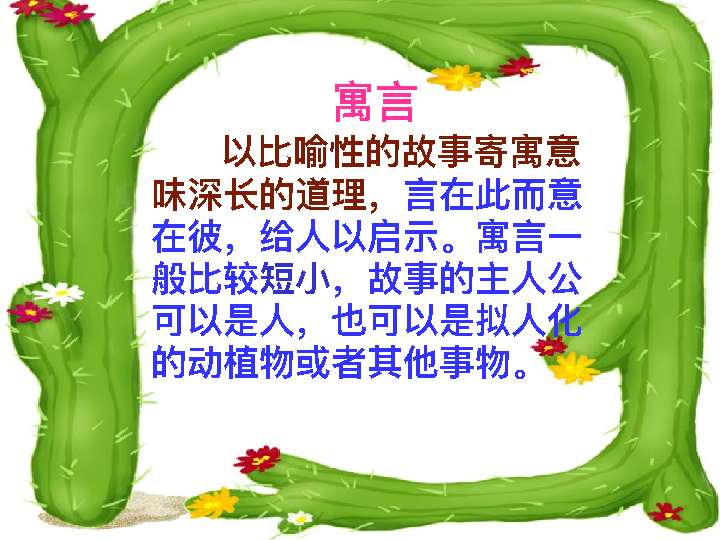 寓言
以比喻性的故事寄寓意
味深长的道理，言在此而意
在彼，给人以启示。寓言一
般比较短小，故事的主人公
可以是人，也可以是拟人化
的动植物或者其他事物。